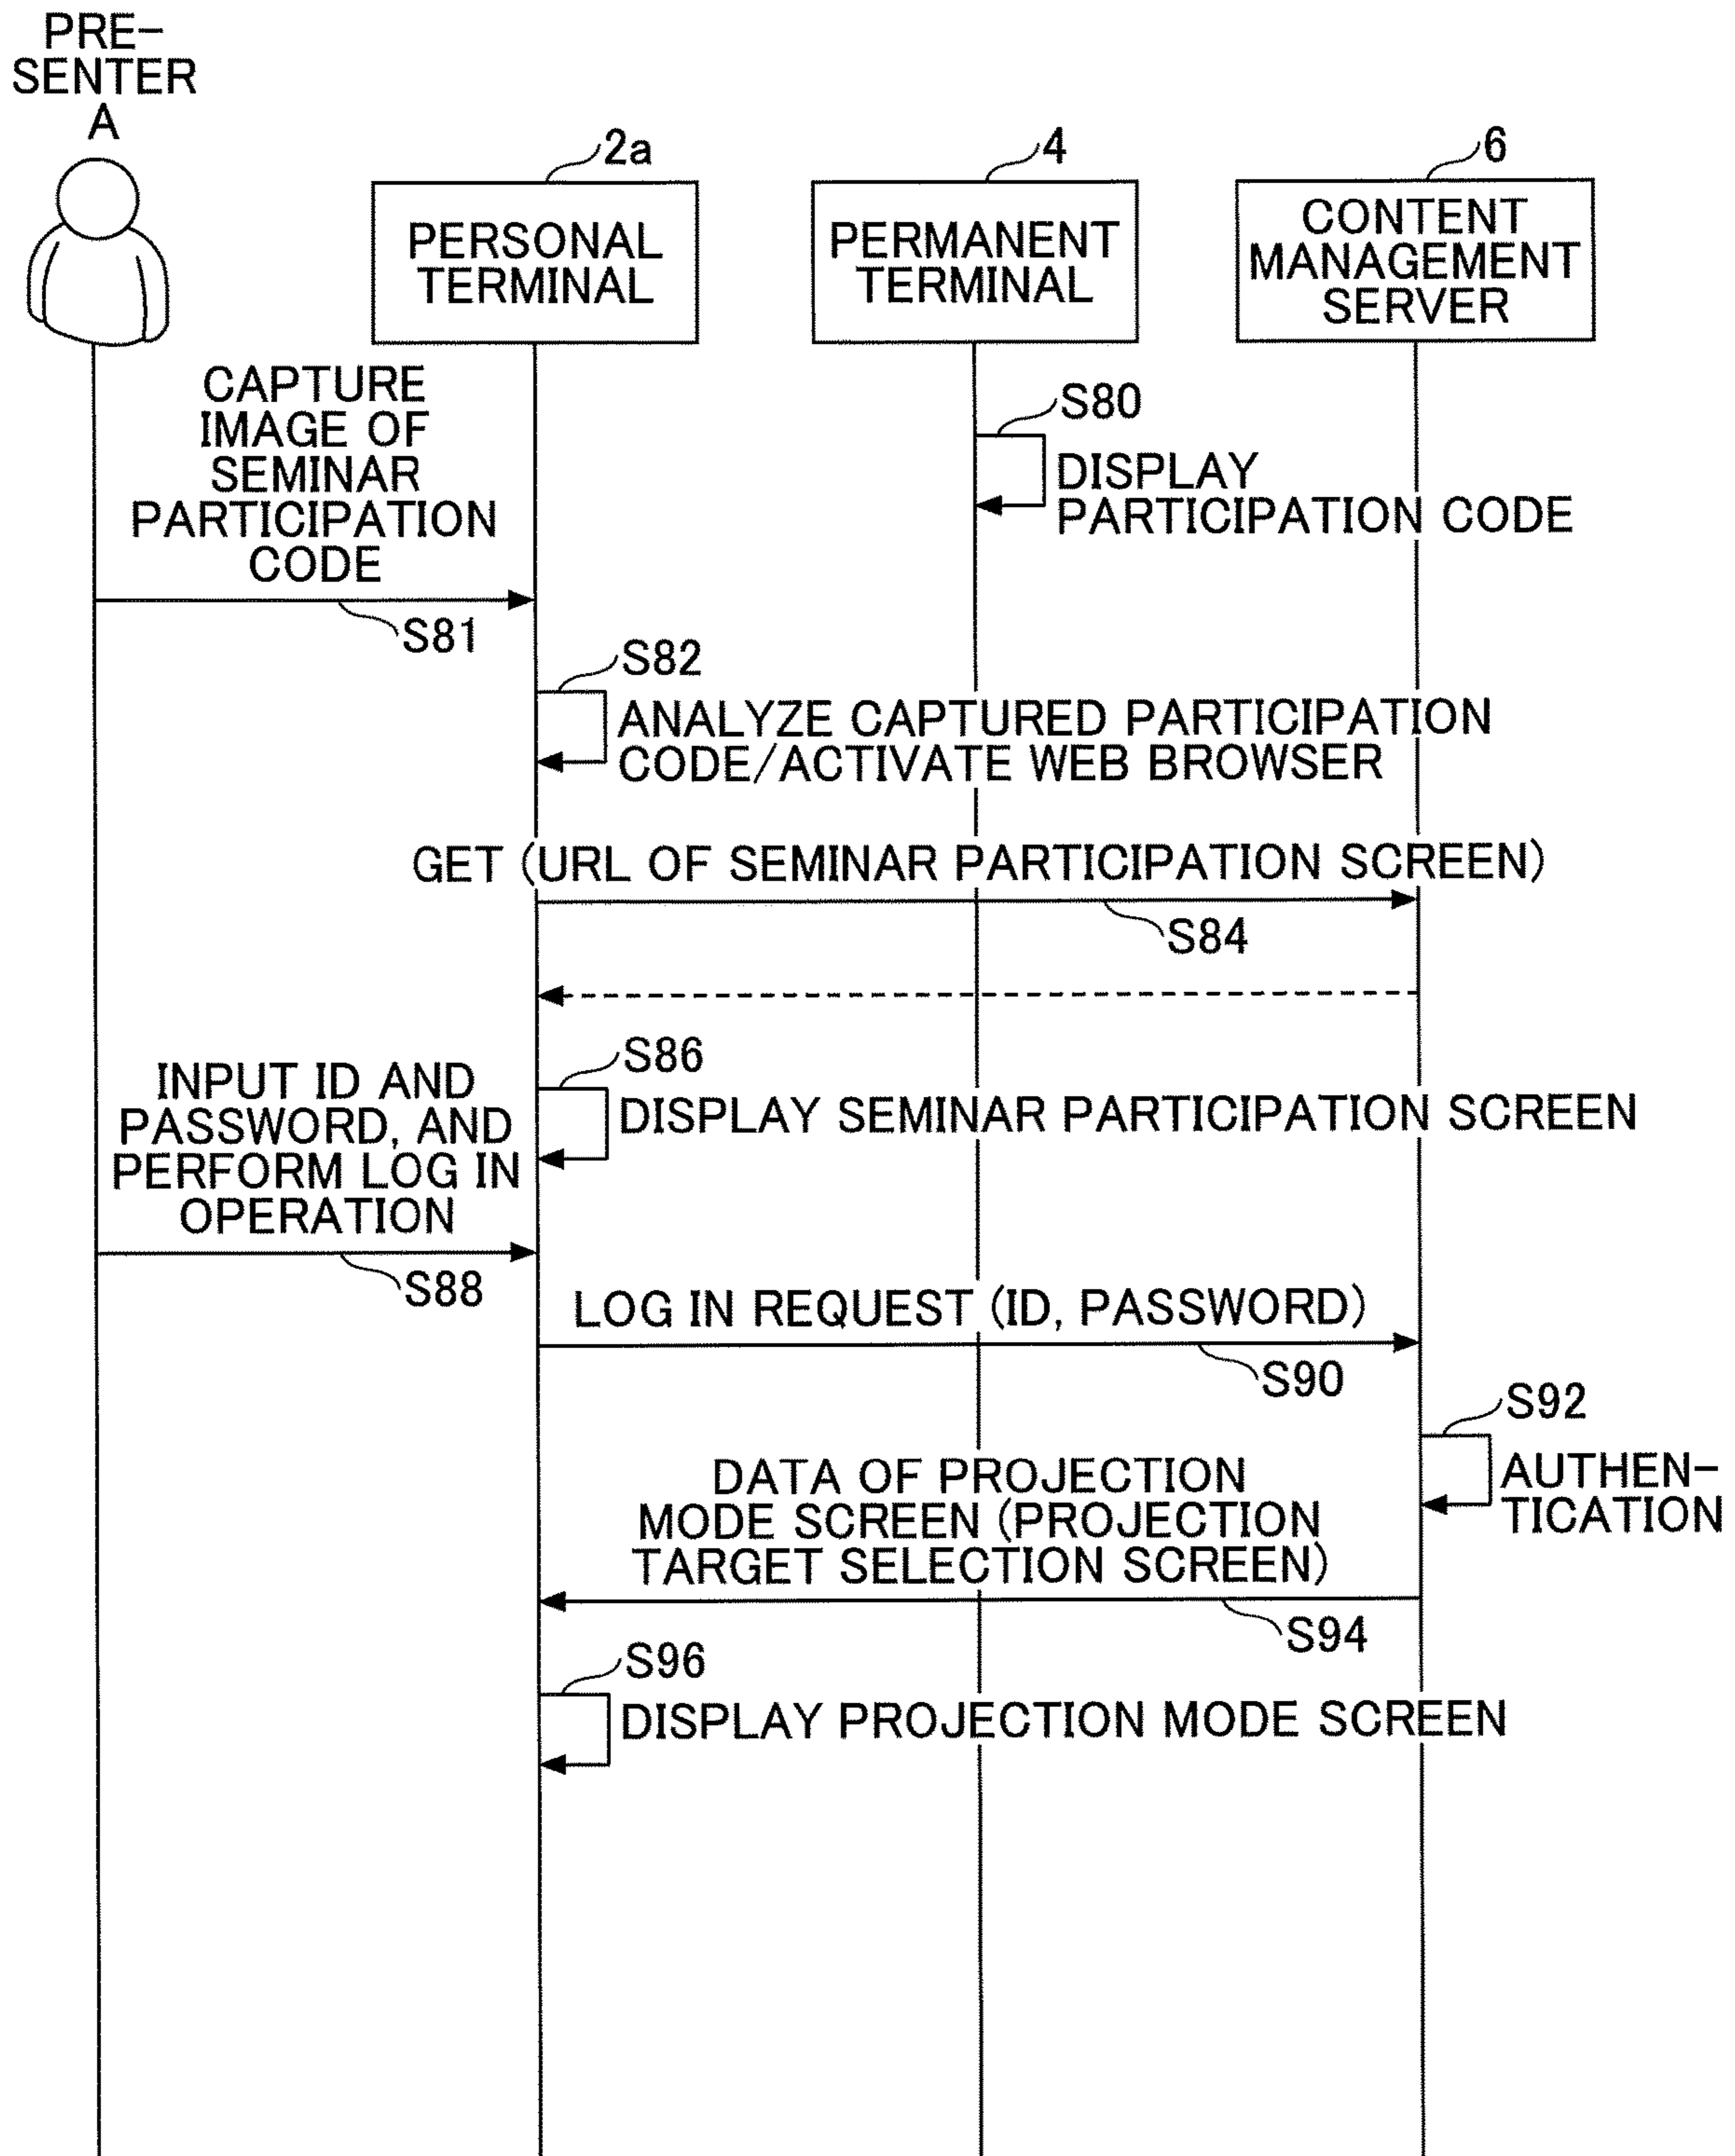 PRE-
SENTER
A
2a
4
6
PERSONAL
TERMINAL
PERMANENT
TERMINAL
CONTENT
MANAGEMENT
SERVER
S80
DISPLAY
PARTICIPATION CODE
CAPTURE
IMAGE OF
SEMINAR
PARTICIPATION
CODE
S81
S82
ANALYZE CAPTURED PARTICIPATION
CODE/ACTIVATE WEB BROWSER
GET (URL OF SEMINAR PARTICIPATION SCREEN)
S84
S86
DISPLAY SEMINAR PARTICIPATION SCREEN
INPUT ID AND
PASSWORD, AND
PERFORM LOG IN
OPERATION
S88
LOG IN REQUEST (ID, PASSWORD)
S90
S92
AUTHEN-
TICATION
DATA OF PROJECTION
MODE SCREEN (PROJECTION
TARGET SELECTION SCREEN)
S94
S96
DISPLAY PROJECTION MODE SCREEN